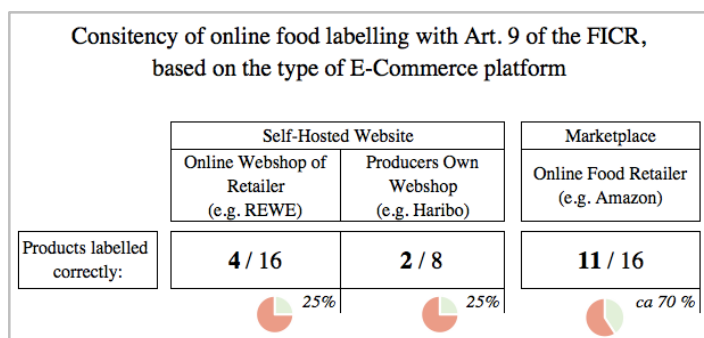 Consitency of online food labelling with Art. 9 of the FICR,
based on the type of E-Commerce platform
Self-Hosted Website
Marketplace
Online Webshop of
Retailer
(e.g. REWE)
Producers Own
Webshop
(e.g. Haribo)
Online Food Retailer
(e.g. Amazon)
Products labelled
correctly:
4 / 16
2 / 8
11 / 16
25%
25%
ca 70 %